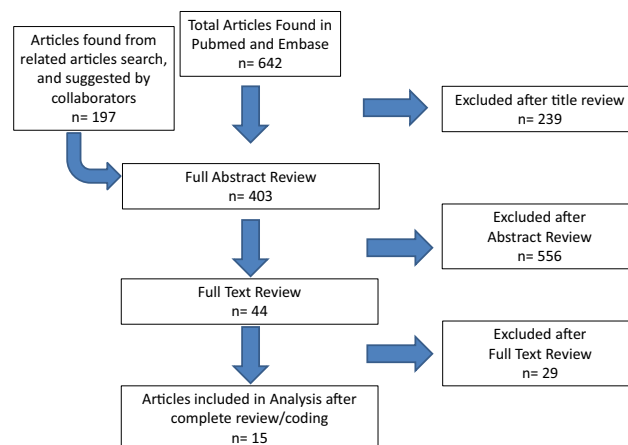 Articles found from
related articles search,
and suggested by
collaborators
n= 197
Total Articles Found in
Pubmed and Embase
n= 642
Excluded after title review
n= 239
Full Abstract Review
n= 403
Excluded after
Abstract Review
n= 556
Full Text Review
n= 44
Excluded after
Full Text Review
n= 29
Articles included in Analysis after
complete review/coding
n= 15